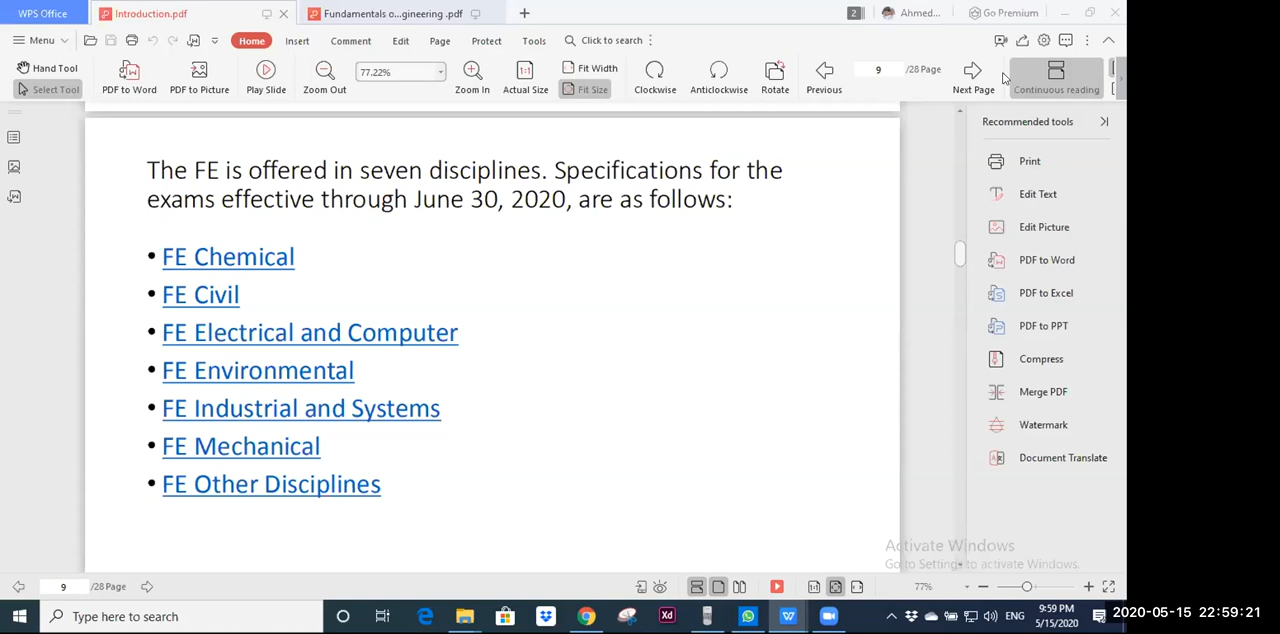 WPS Office
Introduction.pdf
Fundamentals o...gineering .pdf
2
Ahmed...
Go Premium
Menu
Home
Insert
Comment
Edit
Page
Protect
Tools
Click to search
Hand Tool
Select Tool
PDF to Word
PDF to Picture
Play Slide
Zoom Out
77.22%
Zoom In
1:1
Actual Size
Fit Width
Fit Size
Clockwise
Anticlockwise
Rotate
Previous
9
/28 Page
Next Page
Continuous reading
The FE is offered in seven disciplines. Specifications for the
exams effective through June 30, 2020, are as follows:
• FE Chemical
• FE Civil
• FE Electrical and Computer
• FE Environmental
• FE Industrial and Systems
• FE Mechanical
• FE Other Disciplines
Recommended tools
Print
Edit Text
Edit Picture
PDF to Word
PDF to Excel
PDF to PPT
Compress
Merge PDF
Watermark
Document Translate
Activate Windows
Go to Settings to activate Windows.
9
/28 Page
77%
Type here to search
Xd
ENG
9:59 PM
5/15/2020
2020-05-15 22:59:21